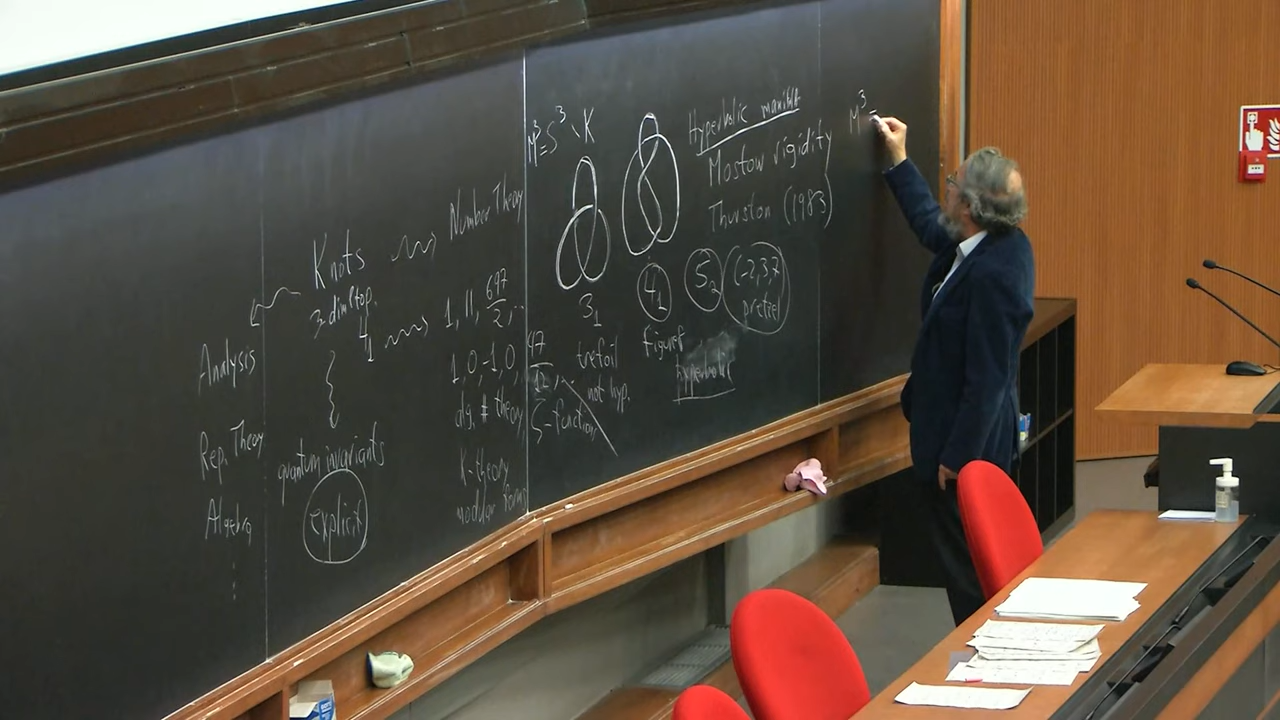 Knots
3-dim top.
4₁
quantum invariants
explicit
Analysis
Rep. Theory
Algebra
⋮
Number Theory
1, 11, 697/2, ..
1, 0, -1, 0, 47/12,
alg. # theory
ζ-function
K-theory
modular forms
M³=S³∖K
3₁
trefoil
not hyp.
4₁
Figure 8
hyperbolic
5₂
(-2,3,7)
pretzel
Hyperbolic manifold
Mostow rigidity
Thurston (1983)
M³ =